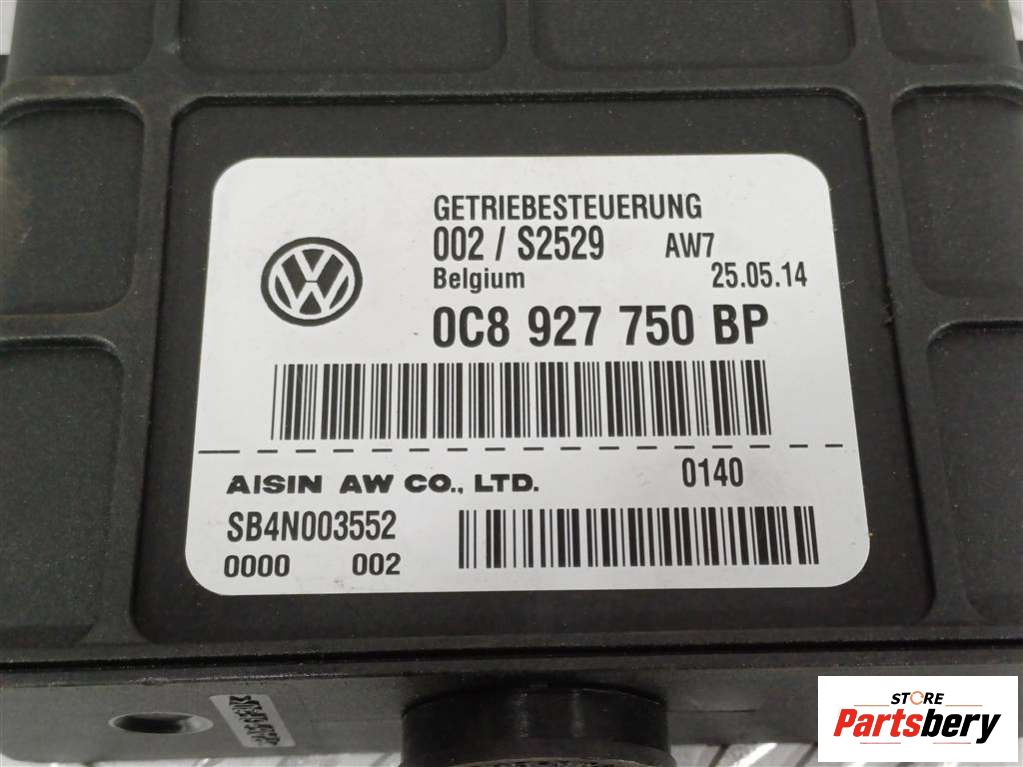 GETRIEBESTEUERUNG
002 / S2529 AW7
Belgium 25.05.14
0C8 927 750 BP
AISIN AW CO., LTD. 0140
SB4N003552
0000 002
STORE
Partsbery